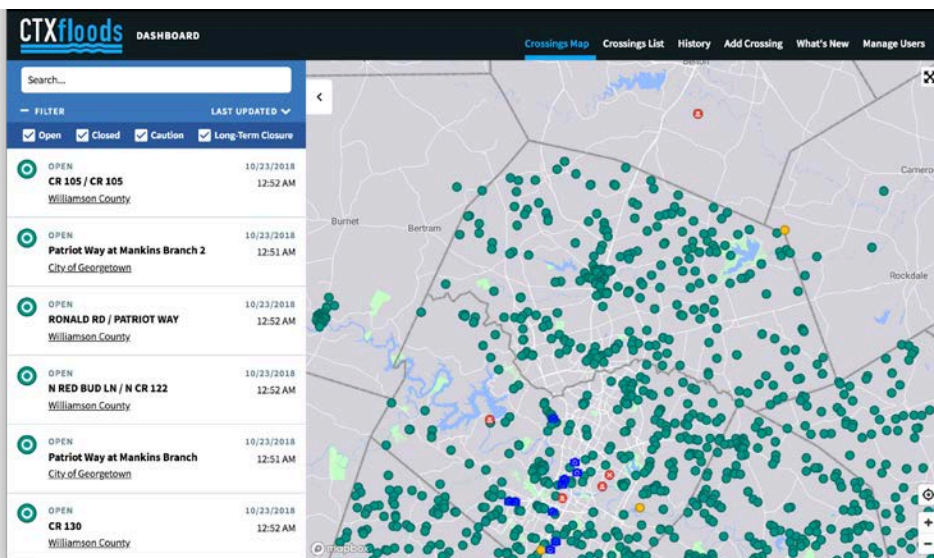 CTXfloods DASHBOARD
Crossings Map Crossings List History Add Crossing What's New Manage Users
Search...
FILTER LAST UPDATED
Open Closed Caution Long-Term Closure
OPEN 10/23/2018
CR 105 / CR 105 12:52 AM
Williamson County
OPEN 10/23/2018
Patriot Way at Mankins Branch 2 12:51 AM
City of Georgetown
OPEN 10/23/2018
RONALD RD / PATRIOT WAY 12:52 AM
Williamson County
OPEN 10/23/2018
N RED BUD LN / N CR 122 12:52 AM
Williamson County
OPEN 10/23/2018
Patriot Way at Mankins Branch 12:51 AM
City of Georgetown
OPEN 10/23/2018
CR 130 12:52 AM
Williamson County
Belton
Burnet
Bertram
Rockdale
mapbox